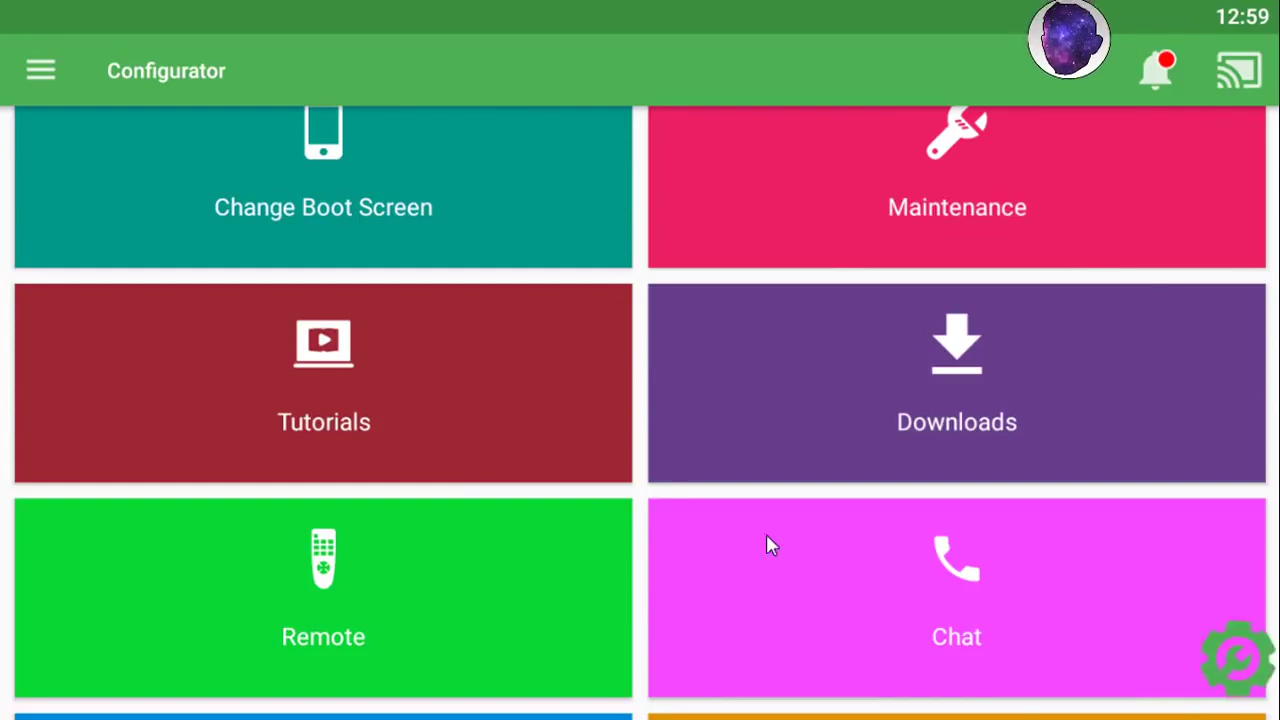 12:59
Configurator
Change Boot Screen
Maintenance
Tutorials
Downloads
Remote
Chat